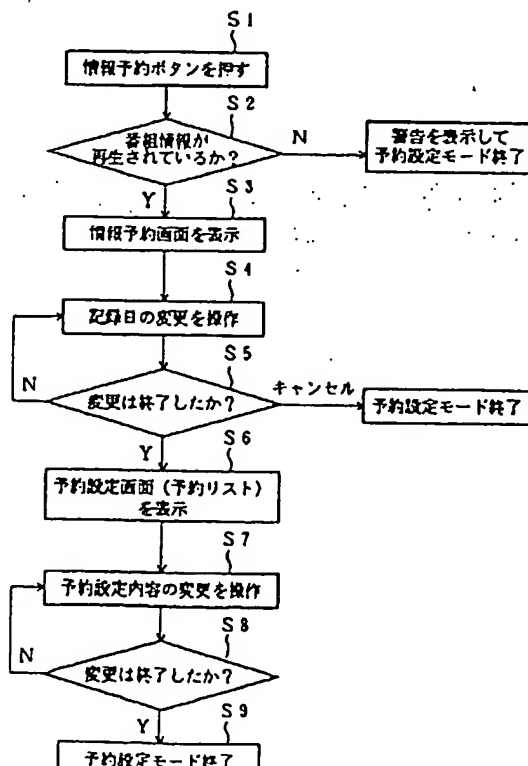 S1
情報予約ボタンを押す
S2
番組情報が
再生されているか？
N
警告を表示して
予約設定モード終了
Y
S3
情報予約画面を表示
S4
記録日の変更を操作
S5
N
変更は終了したか？
キャンセル
予約設定モード終了
Y
S6
予約設定画面（予約リスト）
を表示
S7
予約設定内容の変更を操作
S8
N
変更は終了したか？
Y
S9
予約設定モード終了